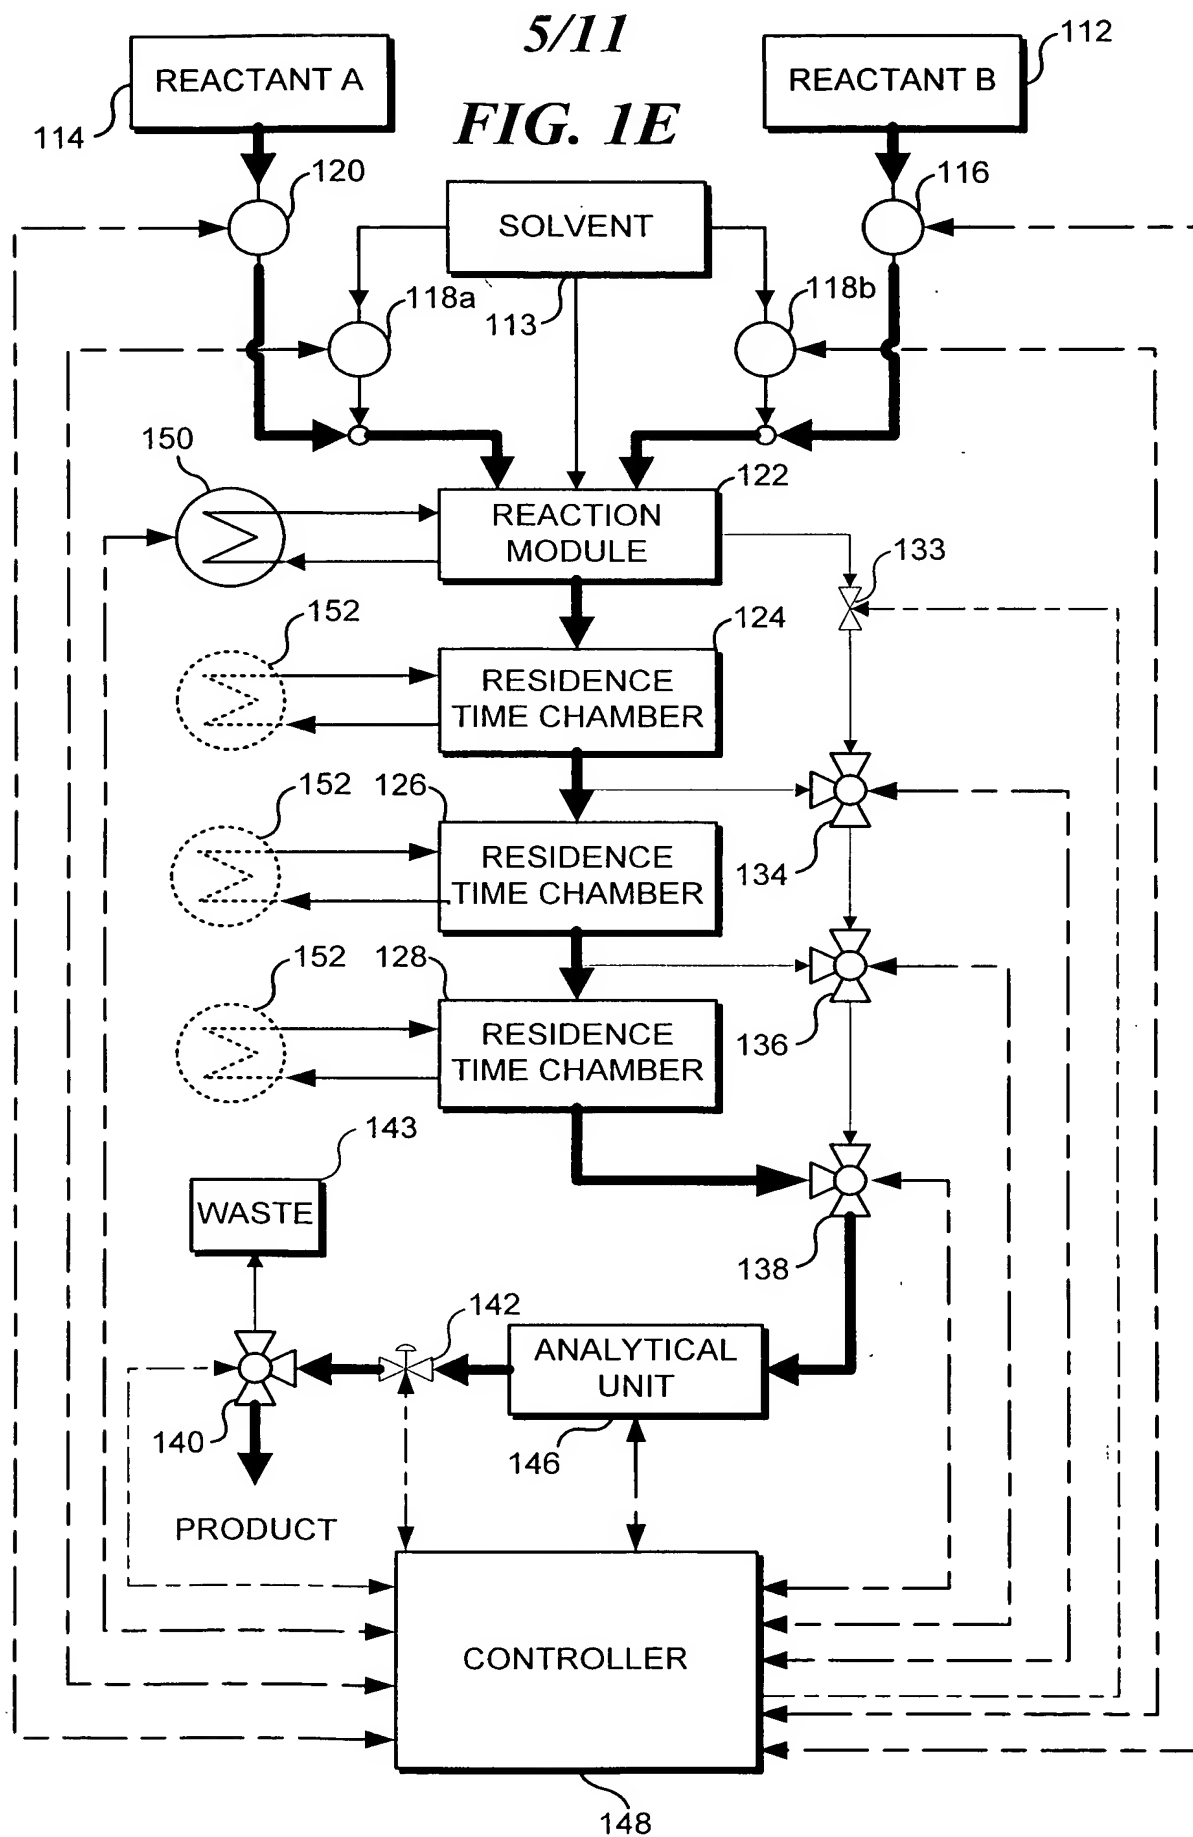 5/11
FIG. 1E
REACTANT A
114
REACTANT B
112
120
116
SOLVENT
113
118a
118b
150
REACTION
MODULE
122
133
152
RESIDENCE
TIME CHAMBER
124
134
152
126
RESIDENCE
TIME CHAMBER
136
152
128
RESIDENCE
TIME CHAMBER
138
143
WASTE
142
ANALYTICAL
UNIT
146
140
PRODUCT
CONTROLLER
148